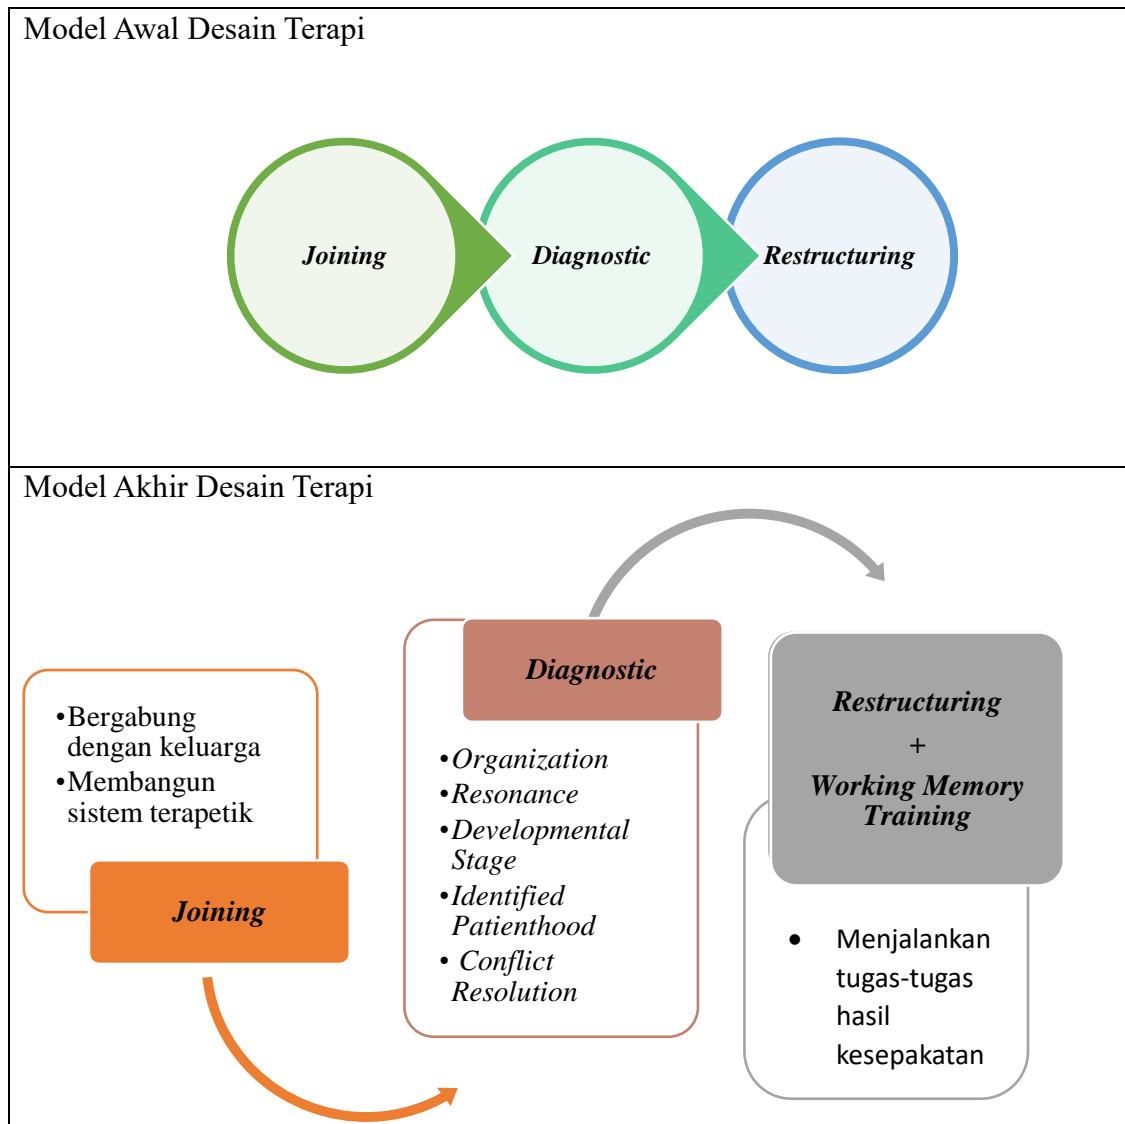 Model Awal Desain Terapi
Joining
Diagnostic
Restructuring
Model Akhir Desain Terapi
•Bergabung
dengan keluarga
•Membangun
sistem terapetik
Joining
Diagnostic
•Organization
•Resonance
•Developmental
Stage
•Identified
Patienthood
• Conflict
Resolution
Restructuring
+
Working Memory
Training
• Menjalankan
tugas-tugas
hasil
kesepakatan